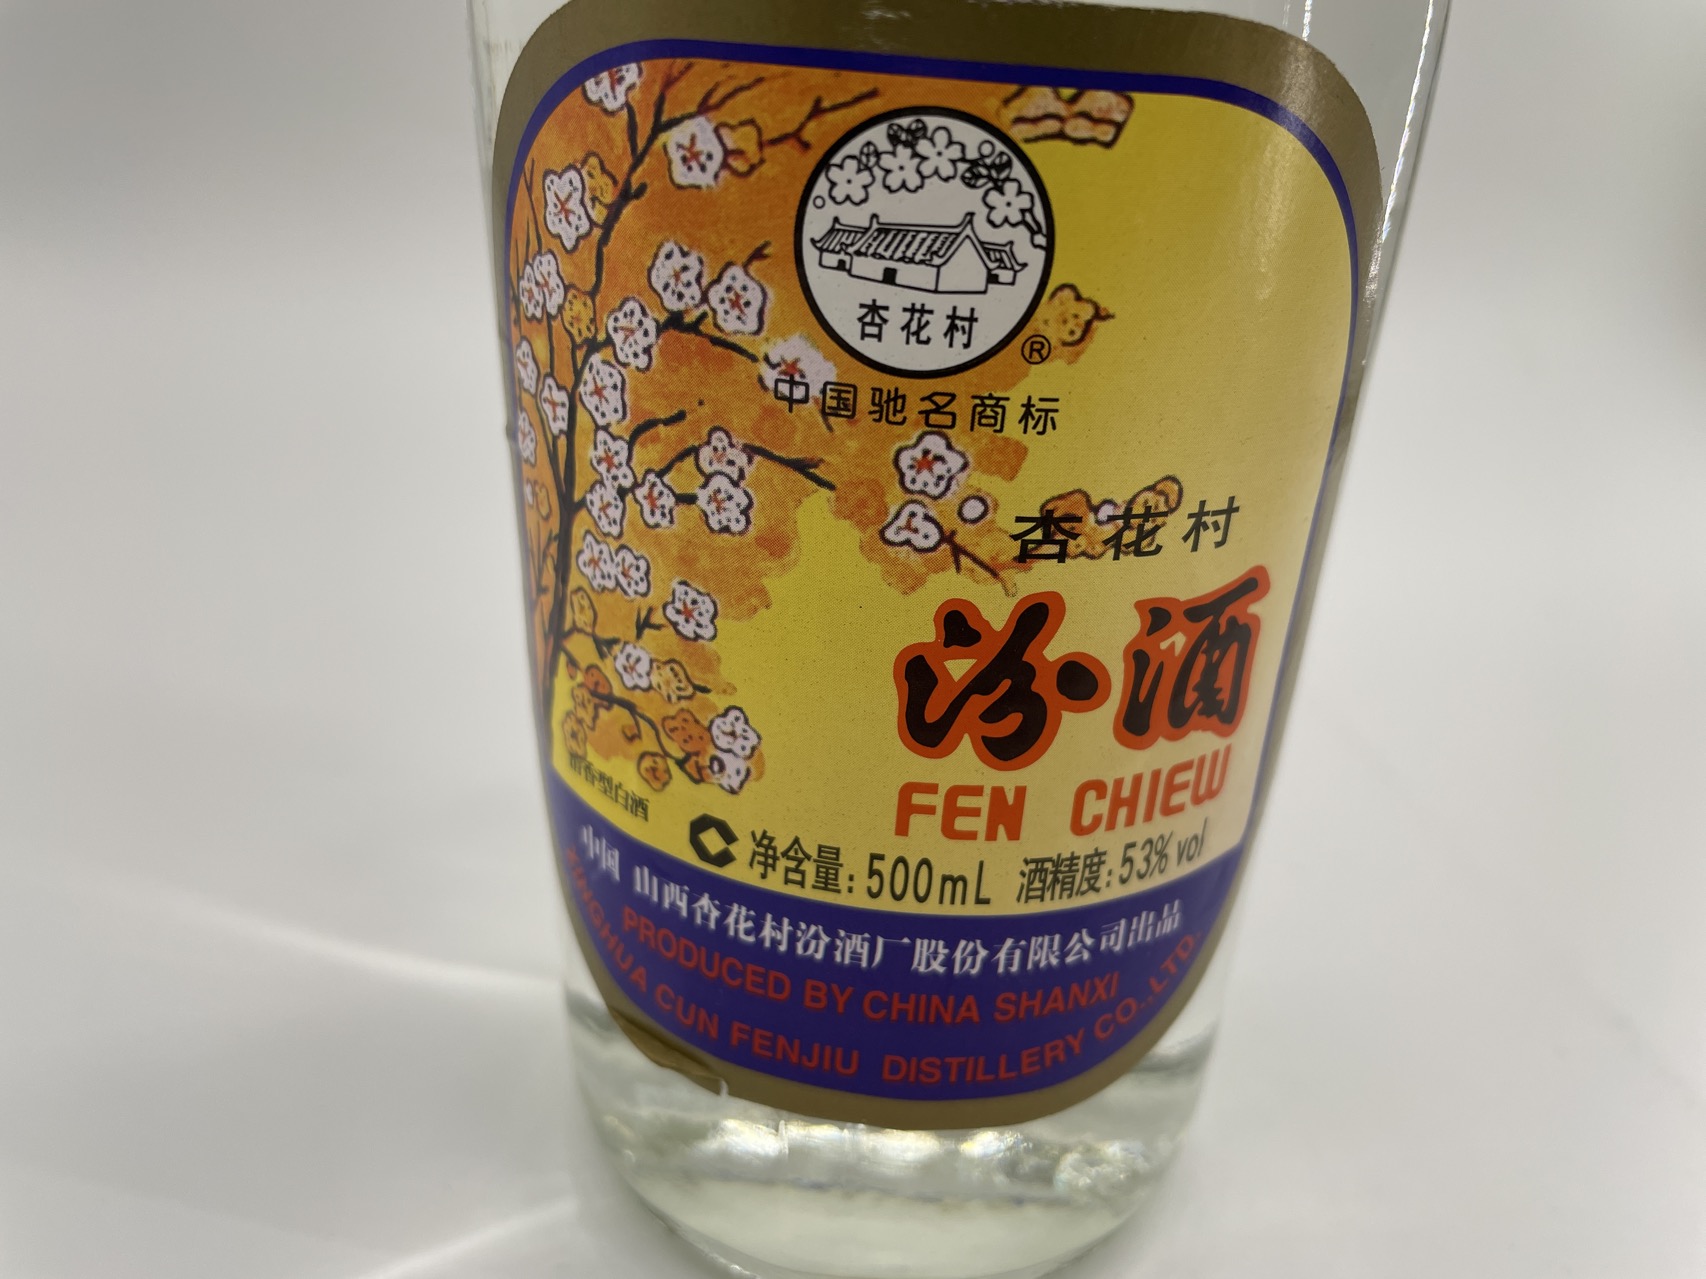 杏花村
®
中国驰名商标
杏花村
汾酒
FEN CHIEW
清香型白酒
净含量:500mL 酒精度:53%vol
中国 山西杏花村汾酒厂股份有限公司出品
PRODUCED BY CHINA SHANXI
XINGHUA CUN FENJIU DISTILLERY CO.,LTD.